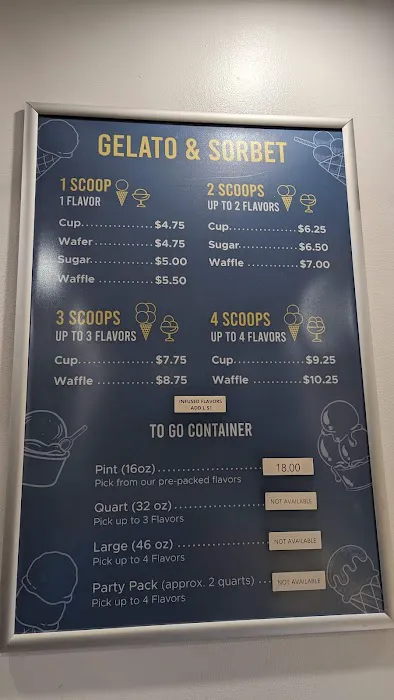 GELATO & SORBET
1 SCOOP
1 FLAVOR
Cup.............$4.75
Wafer...........$4.75
Sugar...........$5.00
Waffle ..........$5.50
2 SCOOPS
UP TO 2 FLAVORS
Cup.............$6.25
Sugar...........$6.50
Waffle ..........$7.00
3 SCOOPS
UP TO 3 FLAVORS
Cup.............$7.75
Waffle ..........$8.75
4 SCOOPS
UP TO 4 FLAVORS
Cup.............$9.25
Waffle ..........$10.25
INFUSED FLAVORS
ADD'L $1
TO GO CONTAINER
Pint (16oz)..................... 18.00
Pick from our pre-packed flavors
Quart (32 oz)................. NOT AVAILABLE
Pick up to 3 Flavors
Large (46 oz) ................. NOT AVAILABLE
Pick up to 4 Flavors
Party Pack (approx. 2 quarts) ... NOT AVAILABLE
Pick up to 4 Flavors